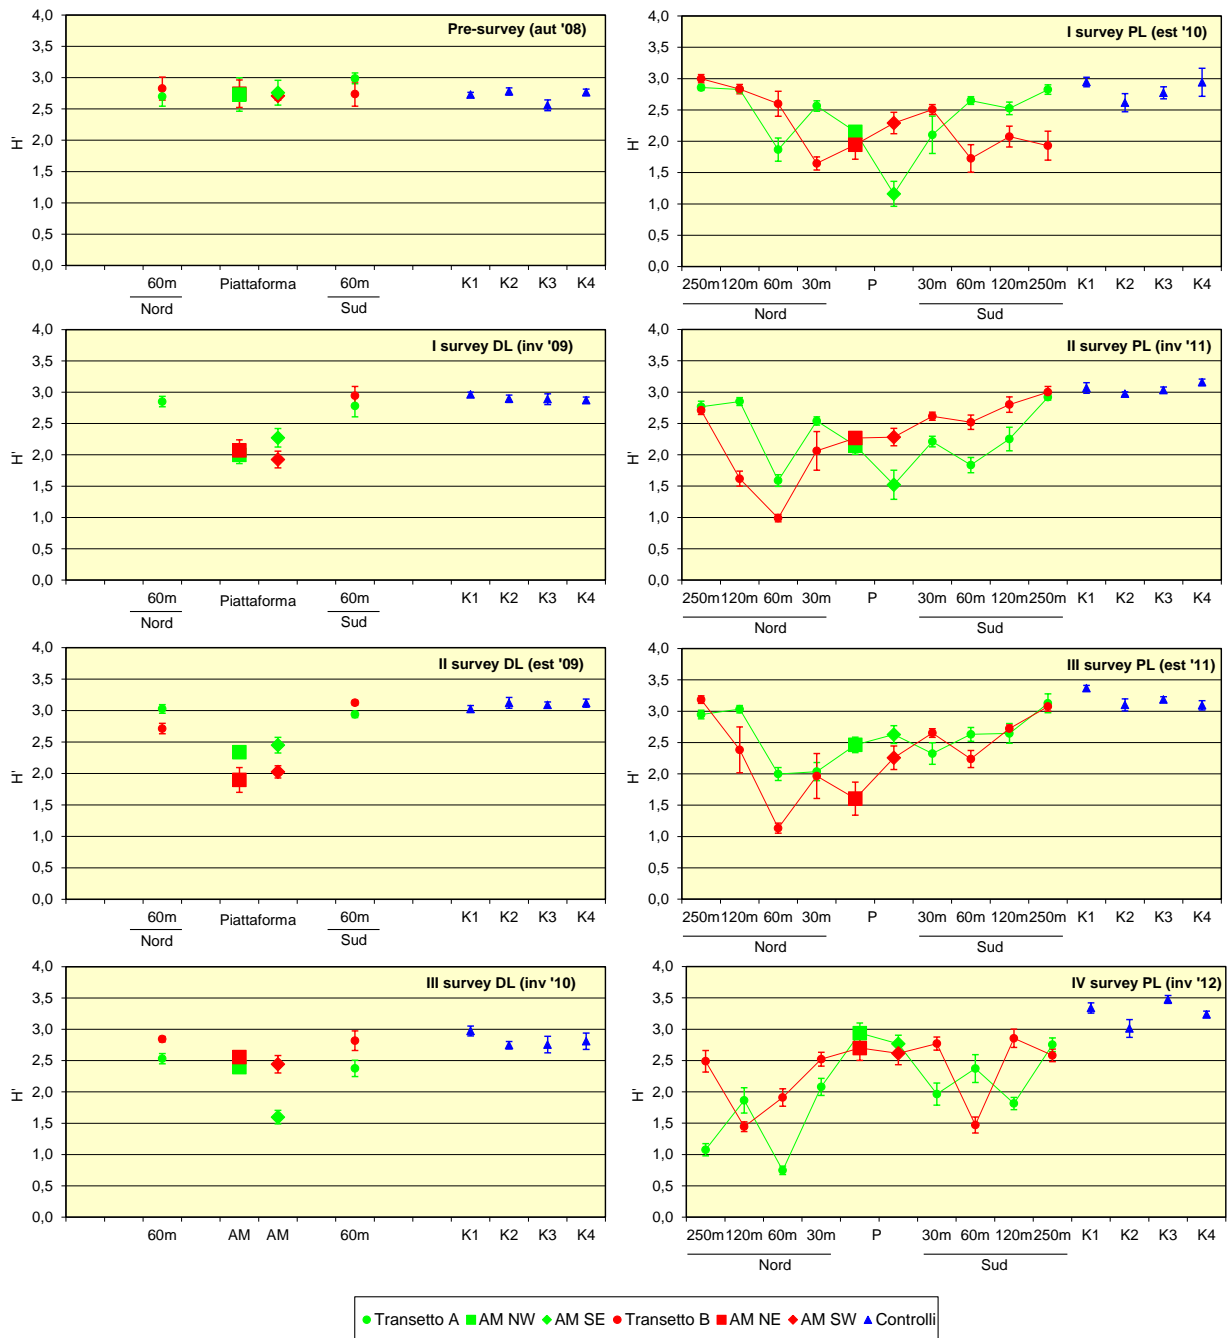 Pre-survey (aut '08)
4,0
3,5
3,0
2,5
2,0
1,5
1,0
0,5
0,0
H'
60m Piattaforma 60m K1 K2 K3 K4
Nord Sud
I survey PL (est '10)
4,0
3,5
3,0
2,5
2,0
1,5
1,0
0,5
0,0
H'
250m 120m 60m 30m P 30m 60m 120m 250m K1 K2 K3 K4
Nord Sud
I survey DL (inv '09)
4,0
3,5
3,0
2,5
2,0
1,5
1,0
0,5
0,0
H'
60m Piattaforma 60m K1 K2 K3 K4
Nord Sud
II survey PL (inv '11)
4,0
3,5
3,0
2,5
2,0
1,5
1,0
0,5
0,0
H'
250m 120m 60m 30m P 30m 60m 120m 250m K1 K2 K3 K4
Nord Sud
II survey DL (est '09)
4,0
3,5
3,0
2,5
2,0
1,5
1,0
0,5
0,0
H'
60m Piattaforma 60m K1 K2 K3 K4
Nord Sud
III survey PL (est '11)
4,0
3,5
3,0
2,5
2,0
1,5
1,0
0,5
0,0
H'
250m 120m 60m 30m P 30m 60m 120m 250m K1 K2 K3 K4
Nord Sud
III survey DL (inv '10)
4,0
3,5
3,0
2,5
2,0
1,5
1,0
0,5
0,0
H'
60m AM AM 60m K1 K2 K3 K4
IV survey PL (inv '12)
4,0
3,5
3,0
2,5
2,0
1,5
1,0
0,5
0,0
H'
250m 120m 60m 30m P 30m 60m 120m 250m K1 K2 K3 K4
Nord Sud
Transetto A AM NW AM SE Transetto B AM NE AM SW Controlli